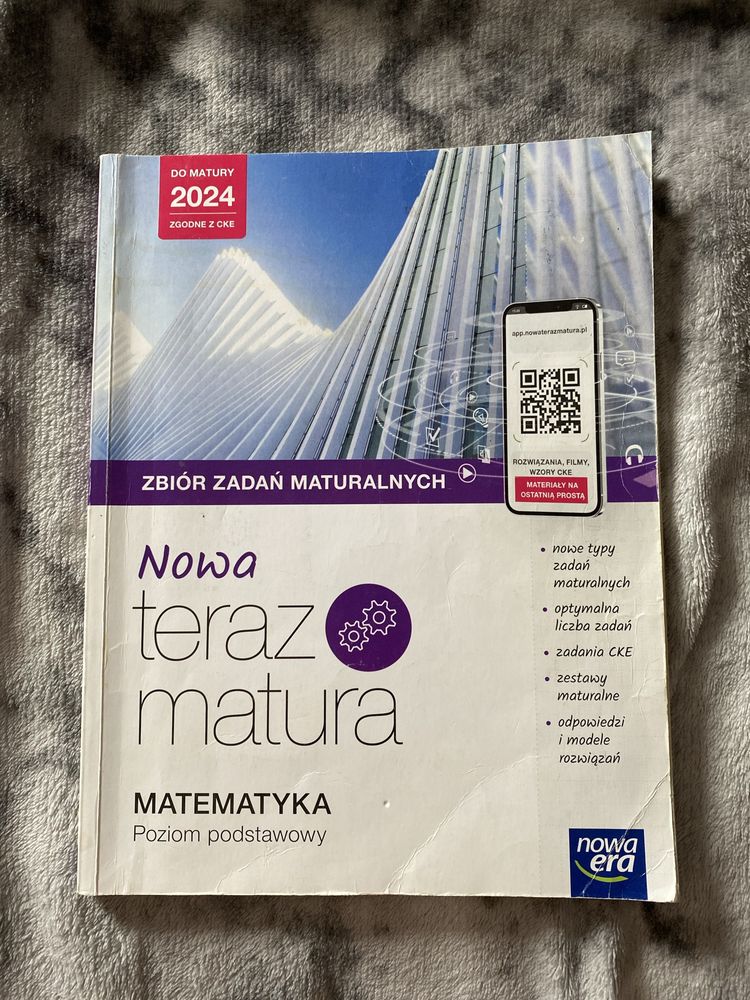 DO MATURY
2024
ZGODNE Z CKE
app.nowaterazmatura.pl
ROZWIĄZANIA, FILMY,
WZORY CKE
MATERIAŁY NA
OSTATNIĄ PROSTĄ
ZBIÓR ZADAŃ MATURALNYCH
Nowa
teraz
matura
MATEMATYKA
Poziom podstawowy
• nowe typy
zadań
maturalnych
• optymalna
liczba zadań
• zadania CKE
• zestawy
maturalne
• odpowiedzi
i modele
rozwiązań
nowa
era